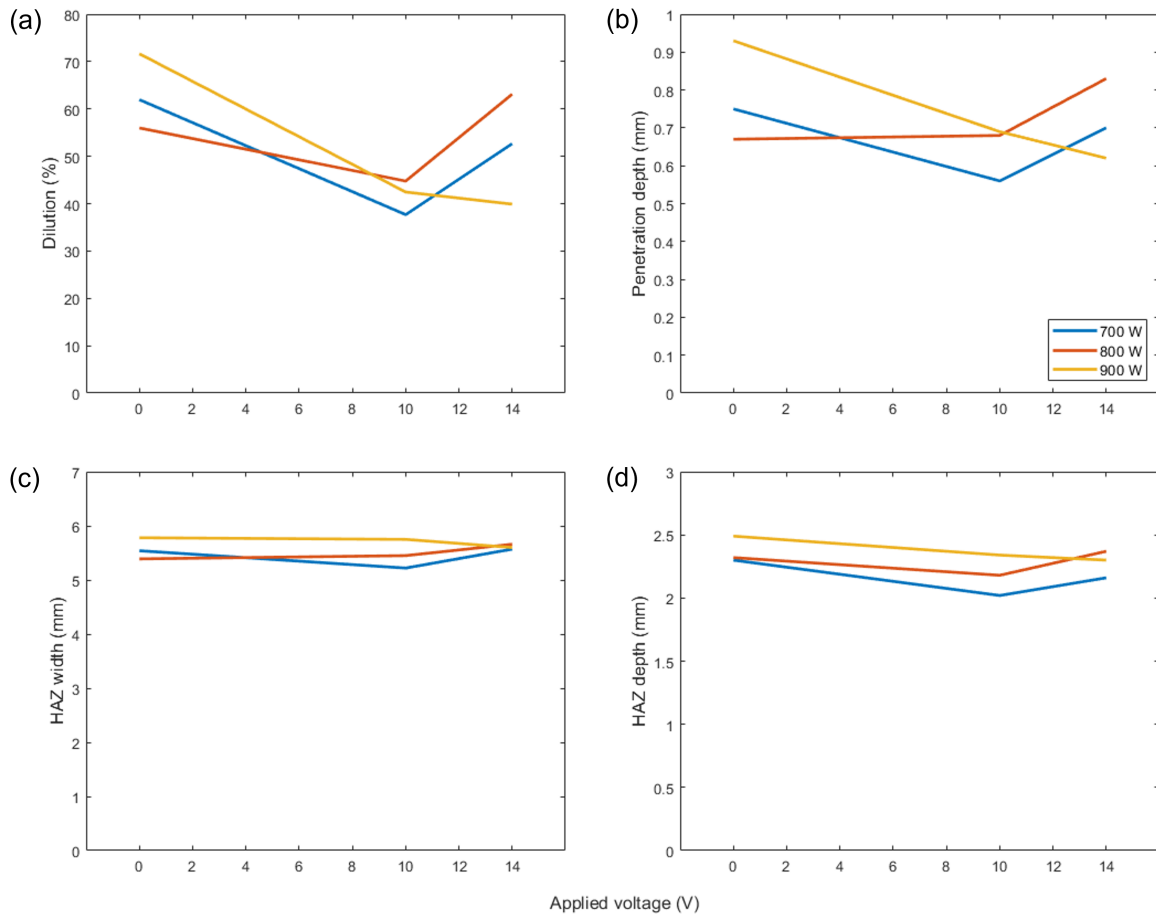 (a)
80
70
60
50
40
30
20
10
0
Dilution (%)
0 2 4 6 8 10 12 14
(b)
1
0.9
0.8
0.7
0.6
0.5
0.4
0.3
0.2
0.1
0
Penetration depth (mm)
700 W
800 W
900 W
0 2 4 6 8 10 12 14
(c)
7
6
5
4
3
2
1
0
HAZ width (mm)
0 2 4 6 8 10 12 14
(d)
3
2.5
2
1.5
1
0.5
0
HAZ depth (mm)
0 2 4 6 8 10 12 14
Applied voltage (V)